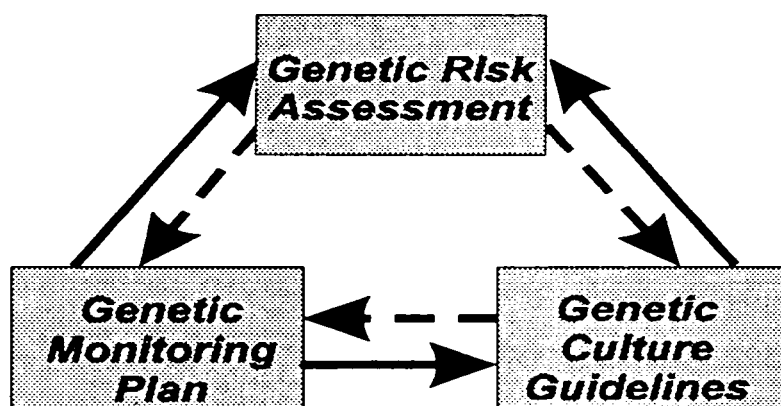 Genetic Risk
Assessment
Genetic
Monitoring
Plan
Genetic
Culture
Guidelines